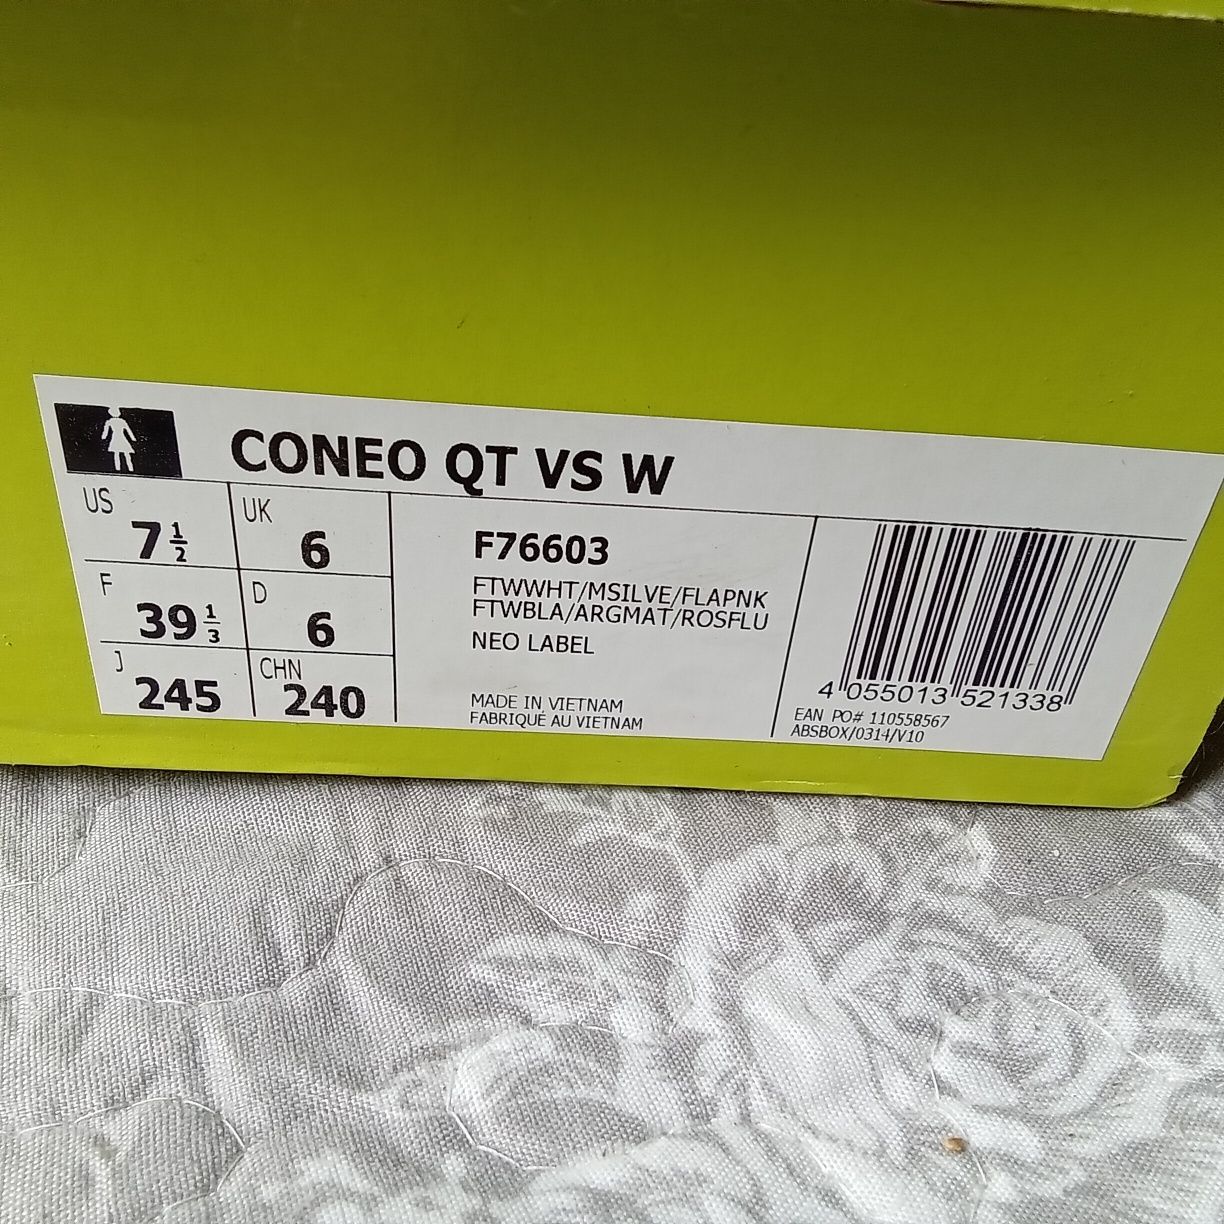 CONEO QT VS W
US 7 1/2
UK 6
F 39 1/3
D 6
J 245
CHN 240
F76603
FTWWHT/MSILVE/FLAPNK
FTWBLA/ARGMAT/ROSFLU
NEO LABEL
MADE IN VIETNAM
FABRIQUÉ AU VIETNAM
4 055013 521338
EAN PO# 110558567
ABSBOX/0314/V10